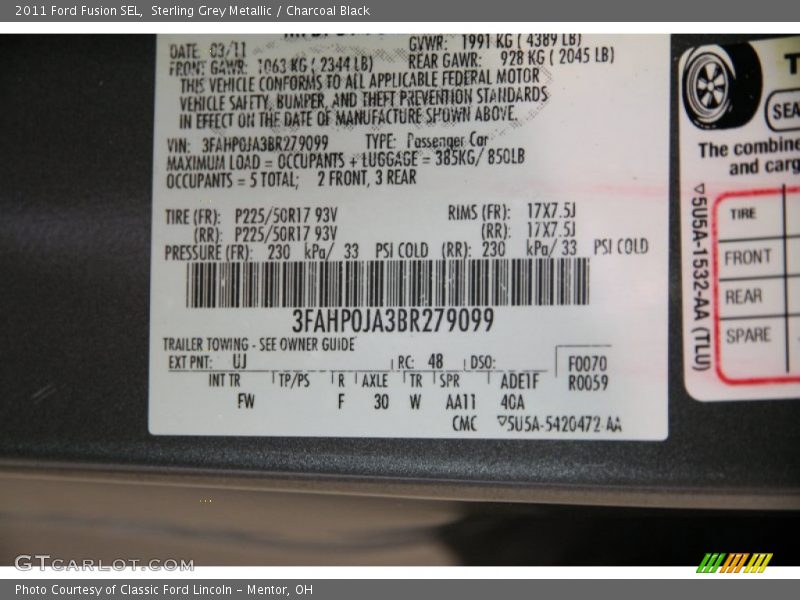 2011 Ford Fusion SEL, Sterling Grey Metallic / Charcoal Black
DATE: 03/11 GVWR: 1991 KG ( 4389 LB)
FRONT GAWR: 1063 KG ( 2344 LB) REAR GAWR: 928 KG ( 2045 LB)
THIS VEHICLE CONFORMS TO ALL APPLICABLE FEDERAL MOTOR
VEHICLE SAFETY, BUMPER, AND THEFT PREVENTION STANDARDS
IN EFFECT ON THE DATE OF MANUFACTURE SHOWN ABOVE.
VIN: 3FAHP0JA3BR279099 TYPE: Passenger Car
MAXIMUM LOAD = OCCUPANTS + LUGGAGE = 385KG/ 850LB
OCCUPANTS = 5 TOTAL; 2 FRONT, 3 REAR
TIRE (FR): P225/50R17 93V RIMS (FR): 17X7.5J
(RR): P225/50R17 93V (RR): 17X7.5J
PRESSURE (FR): 230 kPa/ 33 PSI COLD (RR): 230 kPa/ 33 PSI COLD
3FAHP0JA3BR279099
TRAILER TOWING - SEE OWNER GUIDE
EXT PNT: UJ RC: 48 DSO: F0070
INT TR TP/PS R AXLE TR SPR ADE1F R0059
FW F 30 W AA11 40A
CMC ▽5U5A-5420472-AA
T
SEA
The combine
and carg
TIRE
FRONT
REAR
SPARE
▽5U5A-1532-AA (TLU)
GTCARLOT.COM
Photo Courtesy of Classic Ford Lincoln - Mentor, OH